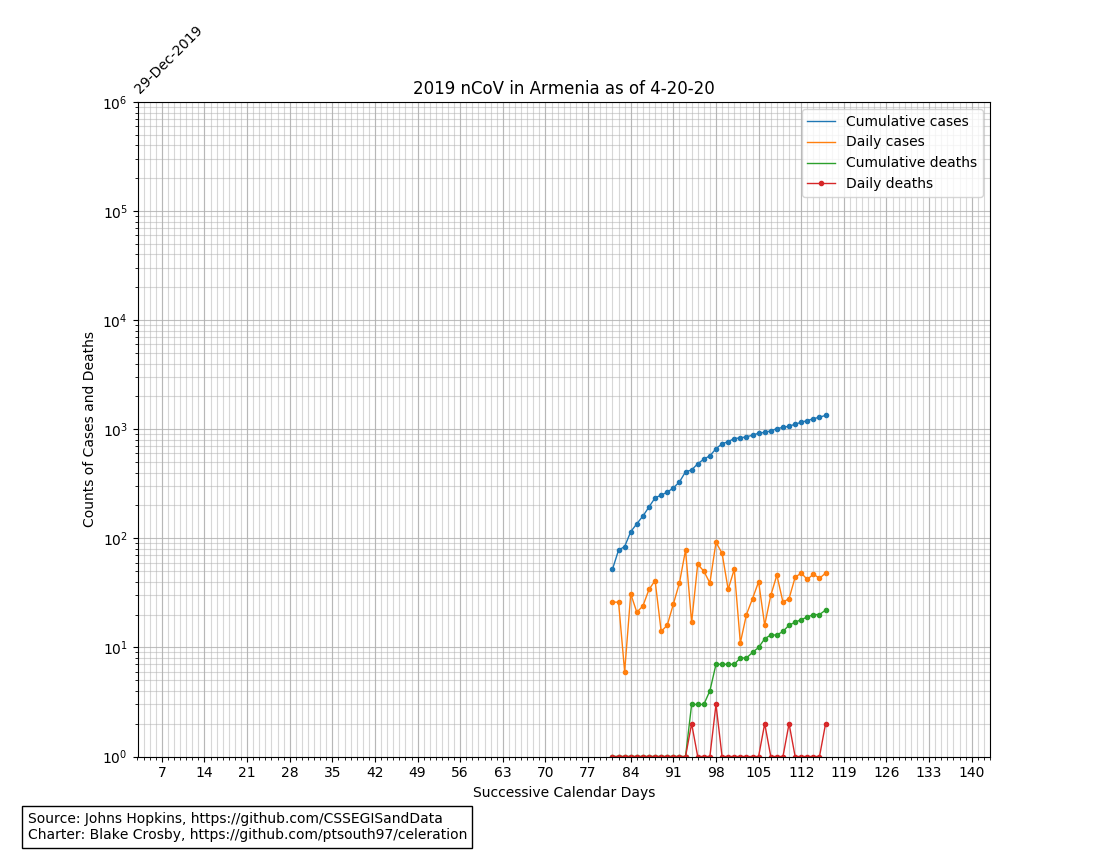 29-Dec-2019
2019 nCoV in Armenia as of 4-20-20
Cumulative cases
Daily cases
Cumulative deaths
Daily deaths
Counts of Cases and Deaths
10^6
10^5
10^4
10^3
10^2
10^1
10^0
7 14 21 28 35 42 49 56 63 70 77 84 91 98 105 112 119 126 133 140
Successive Calendar Days
Source: Johns Hopkins, https://github.com/CSSEGISandData
Charter: Blake Crosby, https://github.com/ptsouth97/celeration